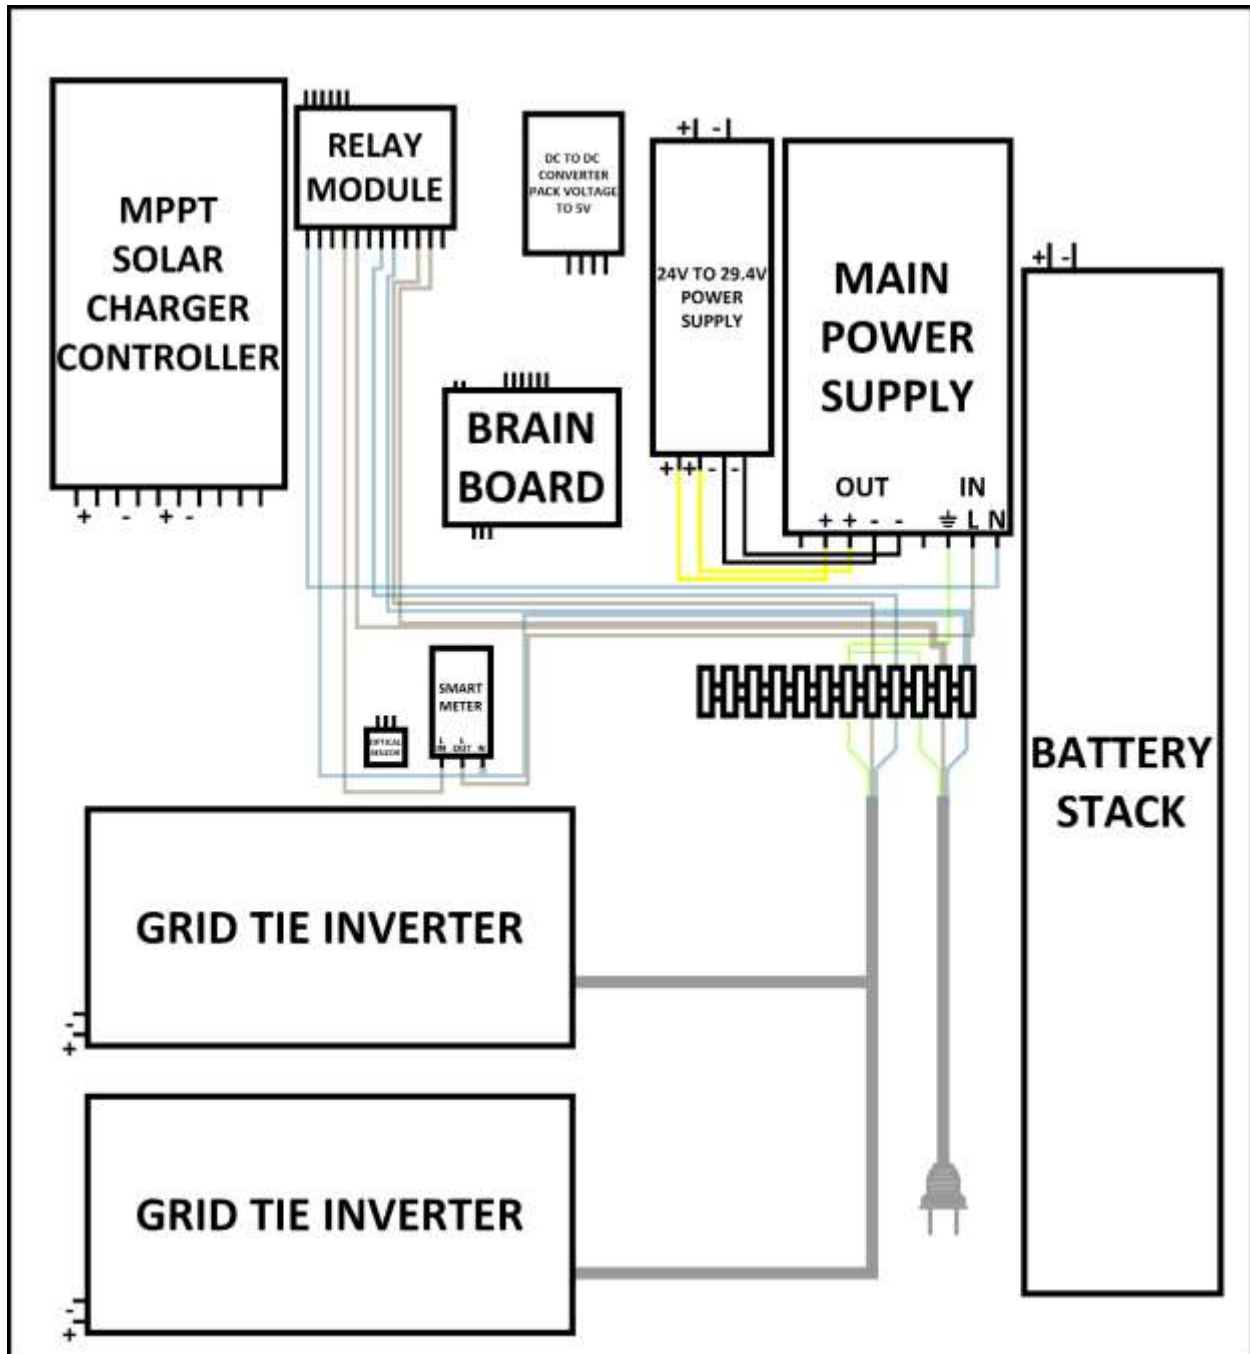 MPPT
SOLAR
CHARGER
CONTROLLER
+ - + -
RELAY
MODULE
DC TO DC
CONVERTER
PACK VOLTAGE
TO 5V
+ -
24V TO 29.4V
POWER
SUPPLY
+ + - -
MAIN
POWER
SUPPLY
OUT IN
+ + - - ⏚ L N
+ -
BATTERY
STACK
BRAIN
BOARD
SMART
METER
L L
IN OUT N
OPTICAL
SENSOR
GRID TIE INVERTER
-
+
GRID TIE INVERTER
-
+